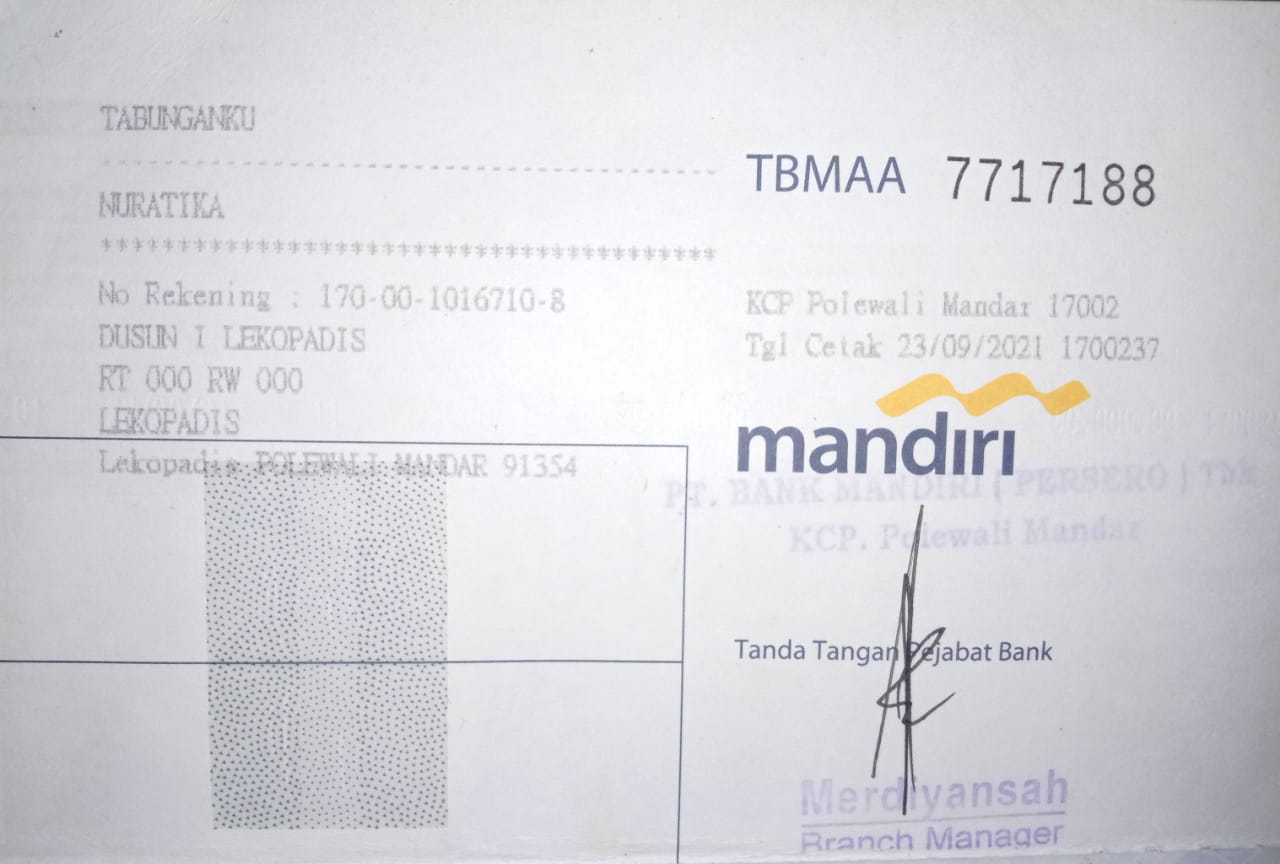 TABUNGANKU
NURATIKA
****************************************
No Rekening : 170-00-1016710-8
DUSUN I LEKOPADIS
RT 000 RW 000
LEKOPADIS
Lekopadis POLEWALI MANDAR 91354
TBMAA 7717188
KCP Polewali Mandar 17002
Tgl Cetak 23/09/2021 1700237
mandırı
PT. BANK MANDIRI ( PERSERO ) Tbk
KCP. Polewali Mandar
Tanda Tangan Pejabat Bank
Merdiyansah
Branch Manager